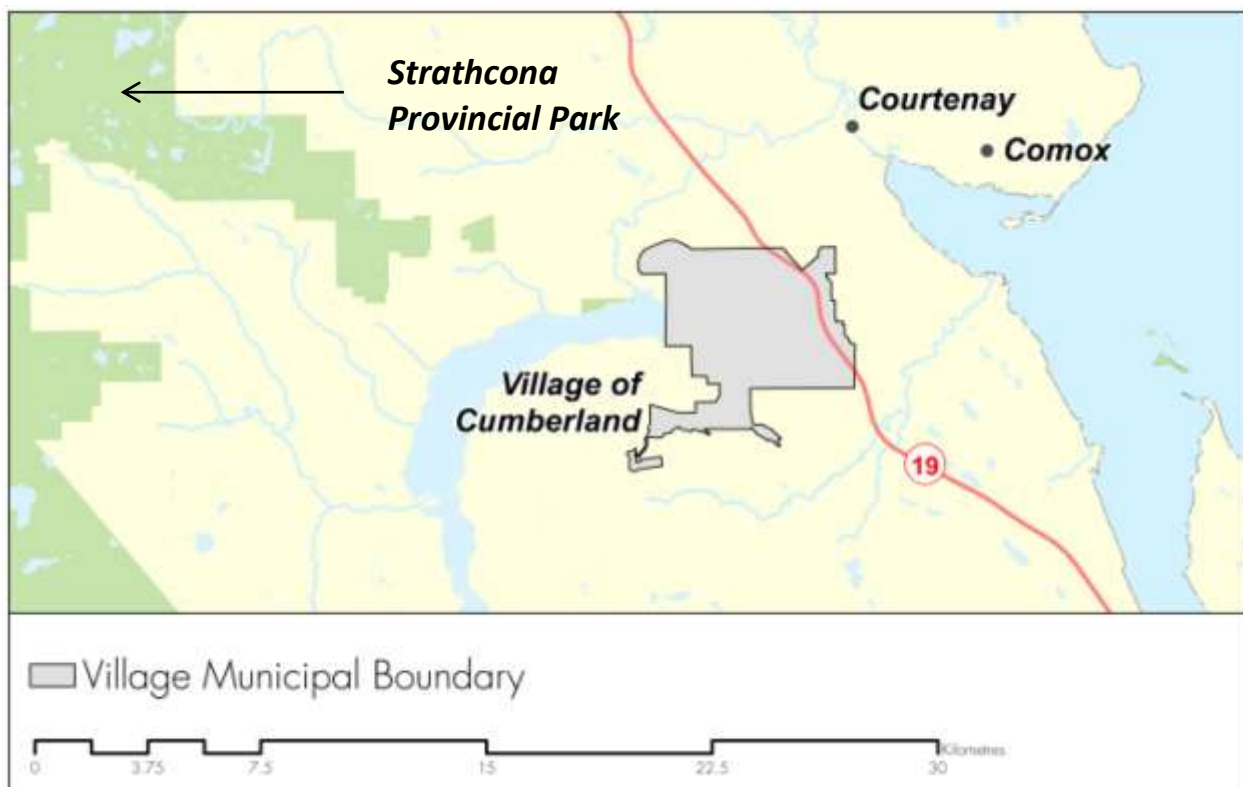 Strathcona
Provincial Park
Courtenay
Comox
Village of
Cumberland
19
Village Municipal Boundary
Kilometres
0 3.75 7.5 15 22.5 30